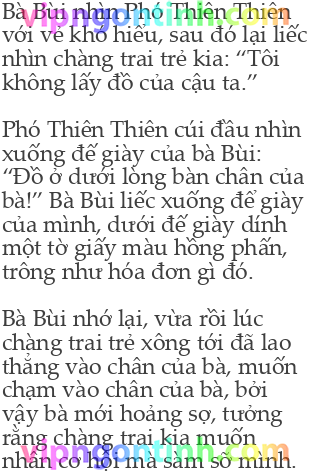 Bà Bùi nhìn Phó Thiên Thiên
với vẻ khó hiểu, sau đó lại liếc
nhìn chàng trai trẻ kia: “Tôi
không lấy đồ của cậu ta.”
Phó Thiên Thiên cúi đầu nhìn
xuống đế giày của bà Bùi:
“Đồ ở dưới lòng bàn chân của
bà!” Bà Bùi liếc xuống để giày
của mình, dưới đế giày dính
một tờ giấy màu hồng phấn,
trông như hóa đơn gì đó.
Bà Bùi nhớ lại, vừa rồi lúc
chàng trai trẻ xông tới đã lao
thẳng vào chân của bà, muốn
chạm vào chân của bà, bởi
vậy bà mới hoảng sợ, tưởng
rằng chàng trai kia muốn
nhân cơ hội mà sàm sỡ mình.
vipngontinh.com
vipngontinh.com